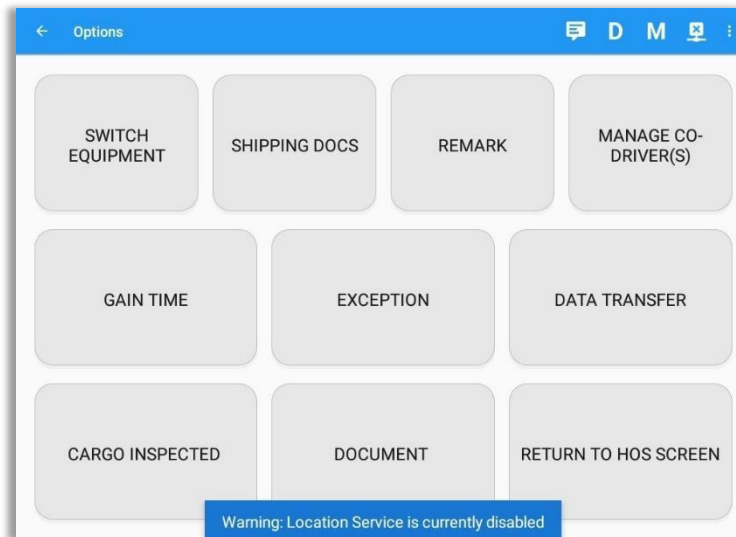 Options
D M
SWITCH
EQUIPMENT
SHIPPING DOCS
REMARK
MANAGE CO-
DRIVER(S)
GAIN TIME
EXCEPTION
DATA TRANSFER
CARGO INSPECTED
DOCUMENT
RETURN TO HOS SCREEN
Warning: Location Service is currently disabled